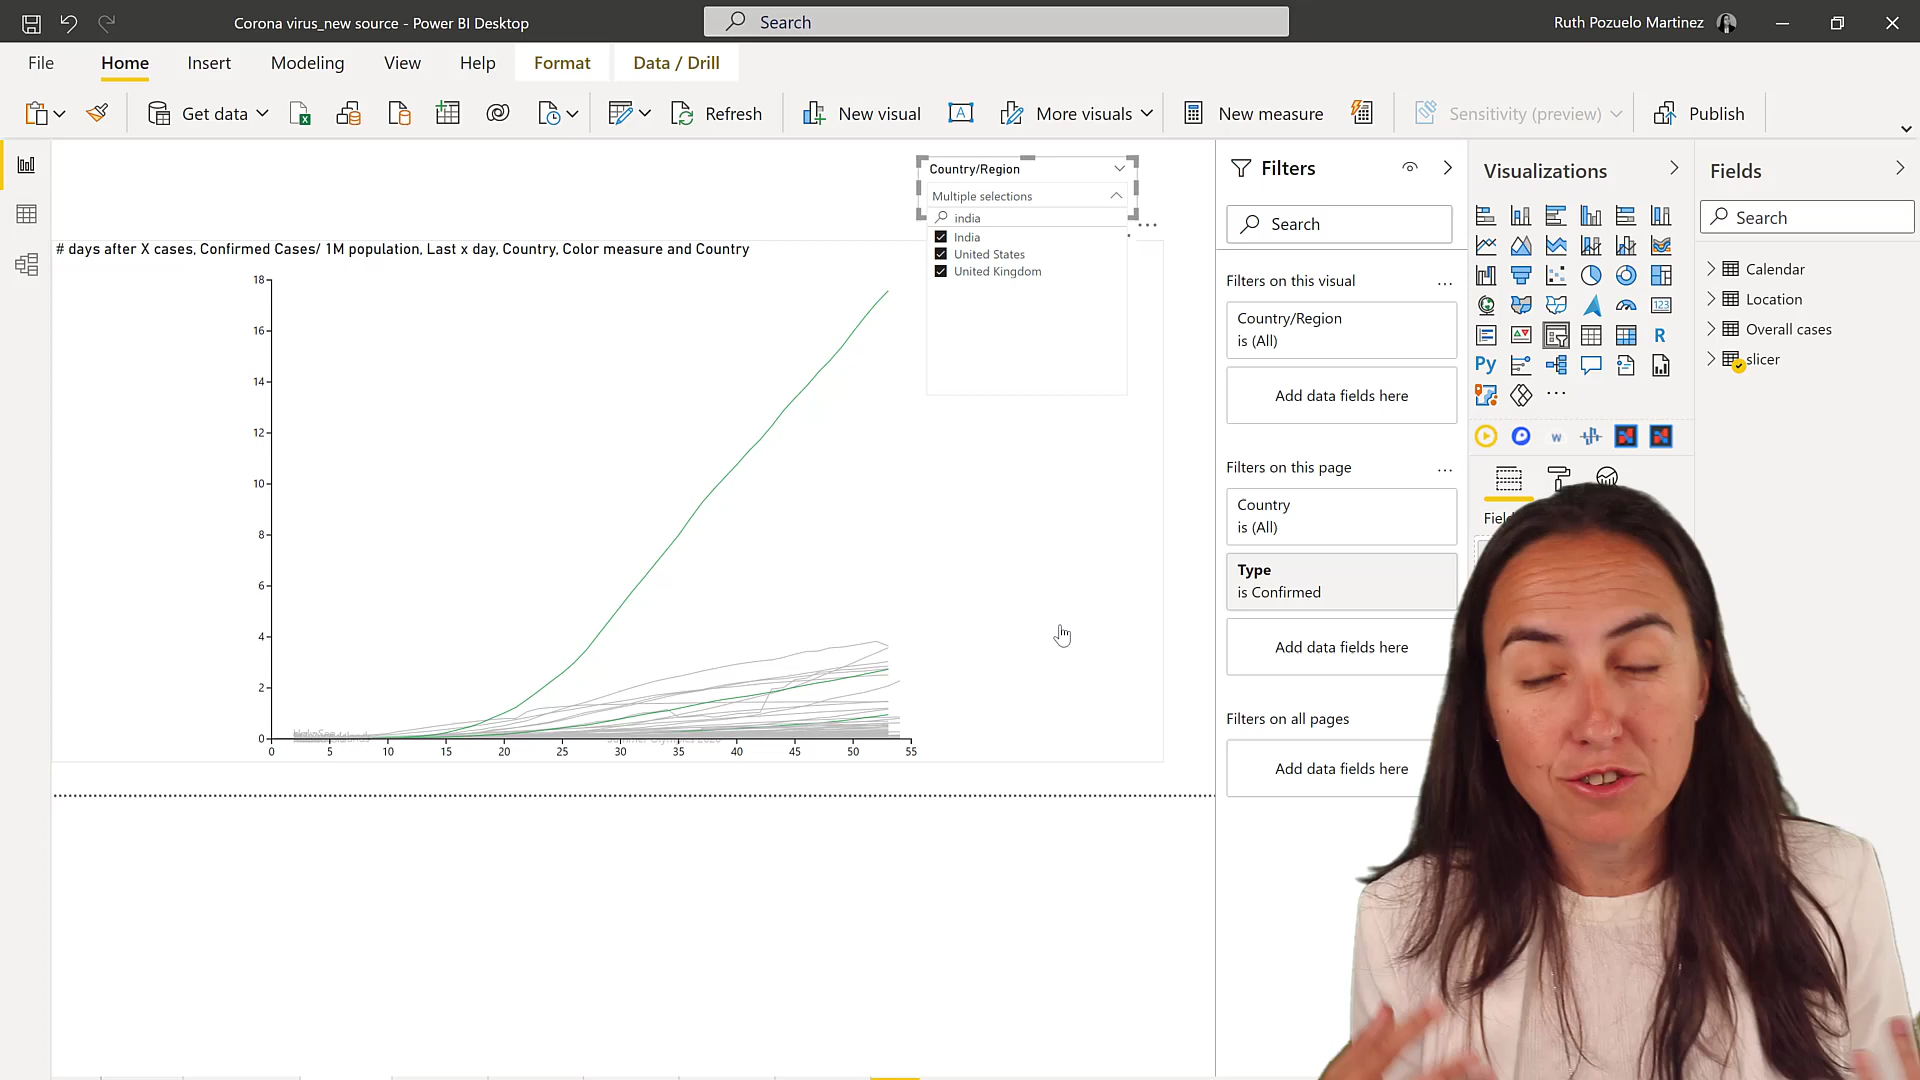 Corona virus_new source - Power BI Desktop
Search
Ruth Pozuelo Martinez
File
Home
Insert
Modeling
View
Help
Format
Data / Drill
Get data
Refresh
New visual
More visuals
New measure
Sensitivity (preview)
Publish
Country/Region
Multiple selections
india
India
United States
United Kingdom
# days after X cases, Confirmed Cases/ 1M population, Last x day, Country, Color measure and Country
18
16
14
12
10
8
6
4
2
0
0 5 10 15 20 25 30 35 40 45 50 55
Filters
Search
Filters on this visual
Country/Region
is (All)
Add data fields here
Filters on this page
Country
is (All)
Type
is Confirmed
Add data fields here
Filters on all pages
Add data fields here
Visualizations
123
R
Py
W
Fields
Search
Calendar
Location
Overall cases
slicer